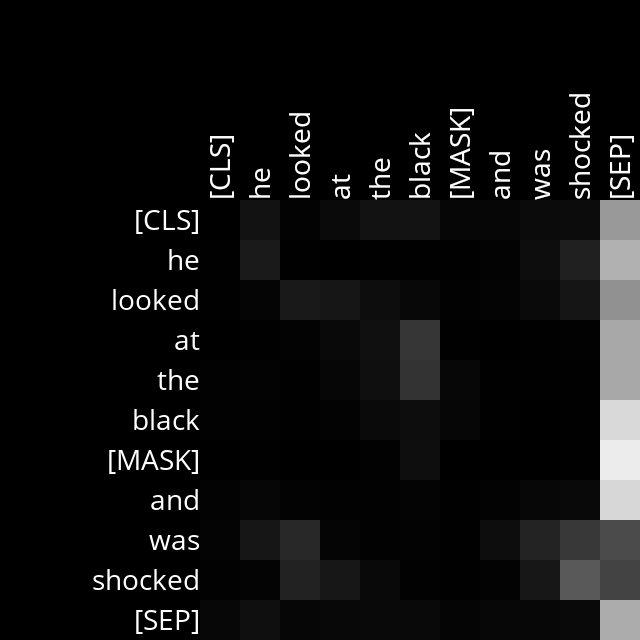 [CLS] he looked at the black [MASK] and was shocked [SEP]
[CLS]
he
looked
at
the
black
[MASK]
and
was
shocked
[SEP]